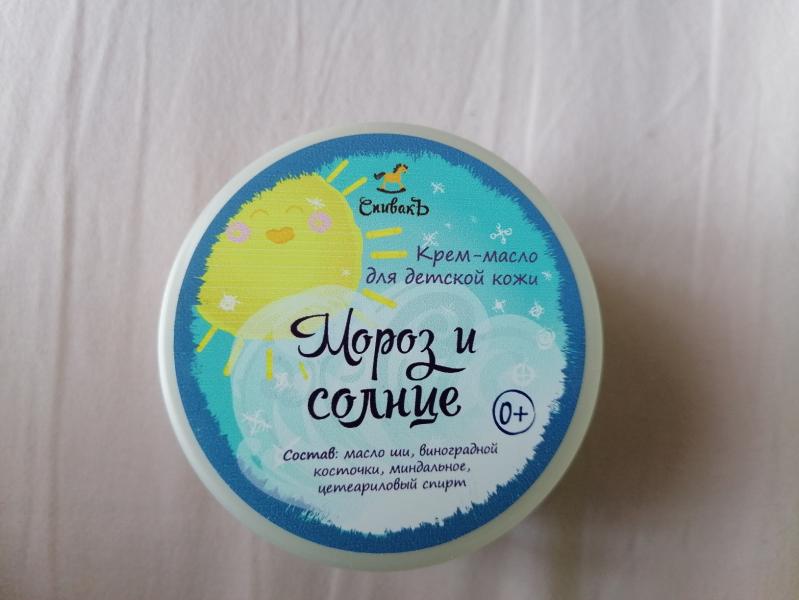 СпивакЪ
Крем-масло
для детской кожи
Мороз и
солнце
0+
Состав: масло ши, виноградной
косточки, миндальное,
цетеариловый спирт